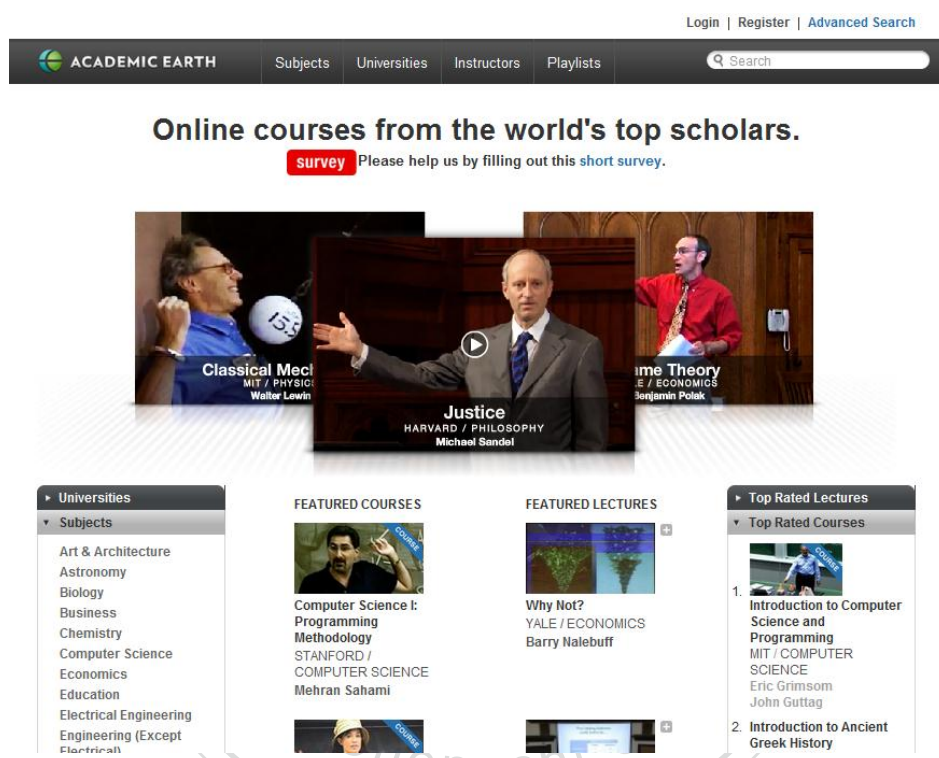 Login | Register | Advanced Search
ACADEMIC EARTH
Subjects
Universities
Instructors
Playlists
Search
Online courses from the world's top scholars.
survey Please help us by filling out this short survey.
15.5
Classical Mech
MIT / PHYSIC
Walter Lewin
Justice
HARVARD / PHILOSOPHY
Michael Sandel
me Theory
LE / ECONOMICS
Benjamin Polak
Universities
Subjects
Art & Architecture
Astronomy
Biology
Business
Chemistry
Computer Science
Economics
Education
Electrical Engineering
Engineering (Except
Electrical)
FEATURED COURSES
COURSE
Computer Science I:
Programming
Methodology
STANFORD /
COMPUTER SCIENCE
Mehran Sahami
COURSE
FEATURED LECTURES
Why Not?
YALE / ECONOMICS
Barry Nalebuff
Top Rated Lectures
Top Rated Courses
COURSE
1.
Introduction to Computer
Science and
Programming
MIT / COMPUTER
SCIENCE
Eric Grimsom
John Guttag
2. Introduction to Ancient
Greek History